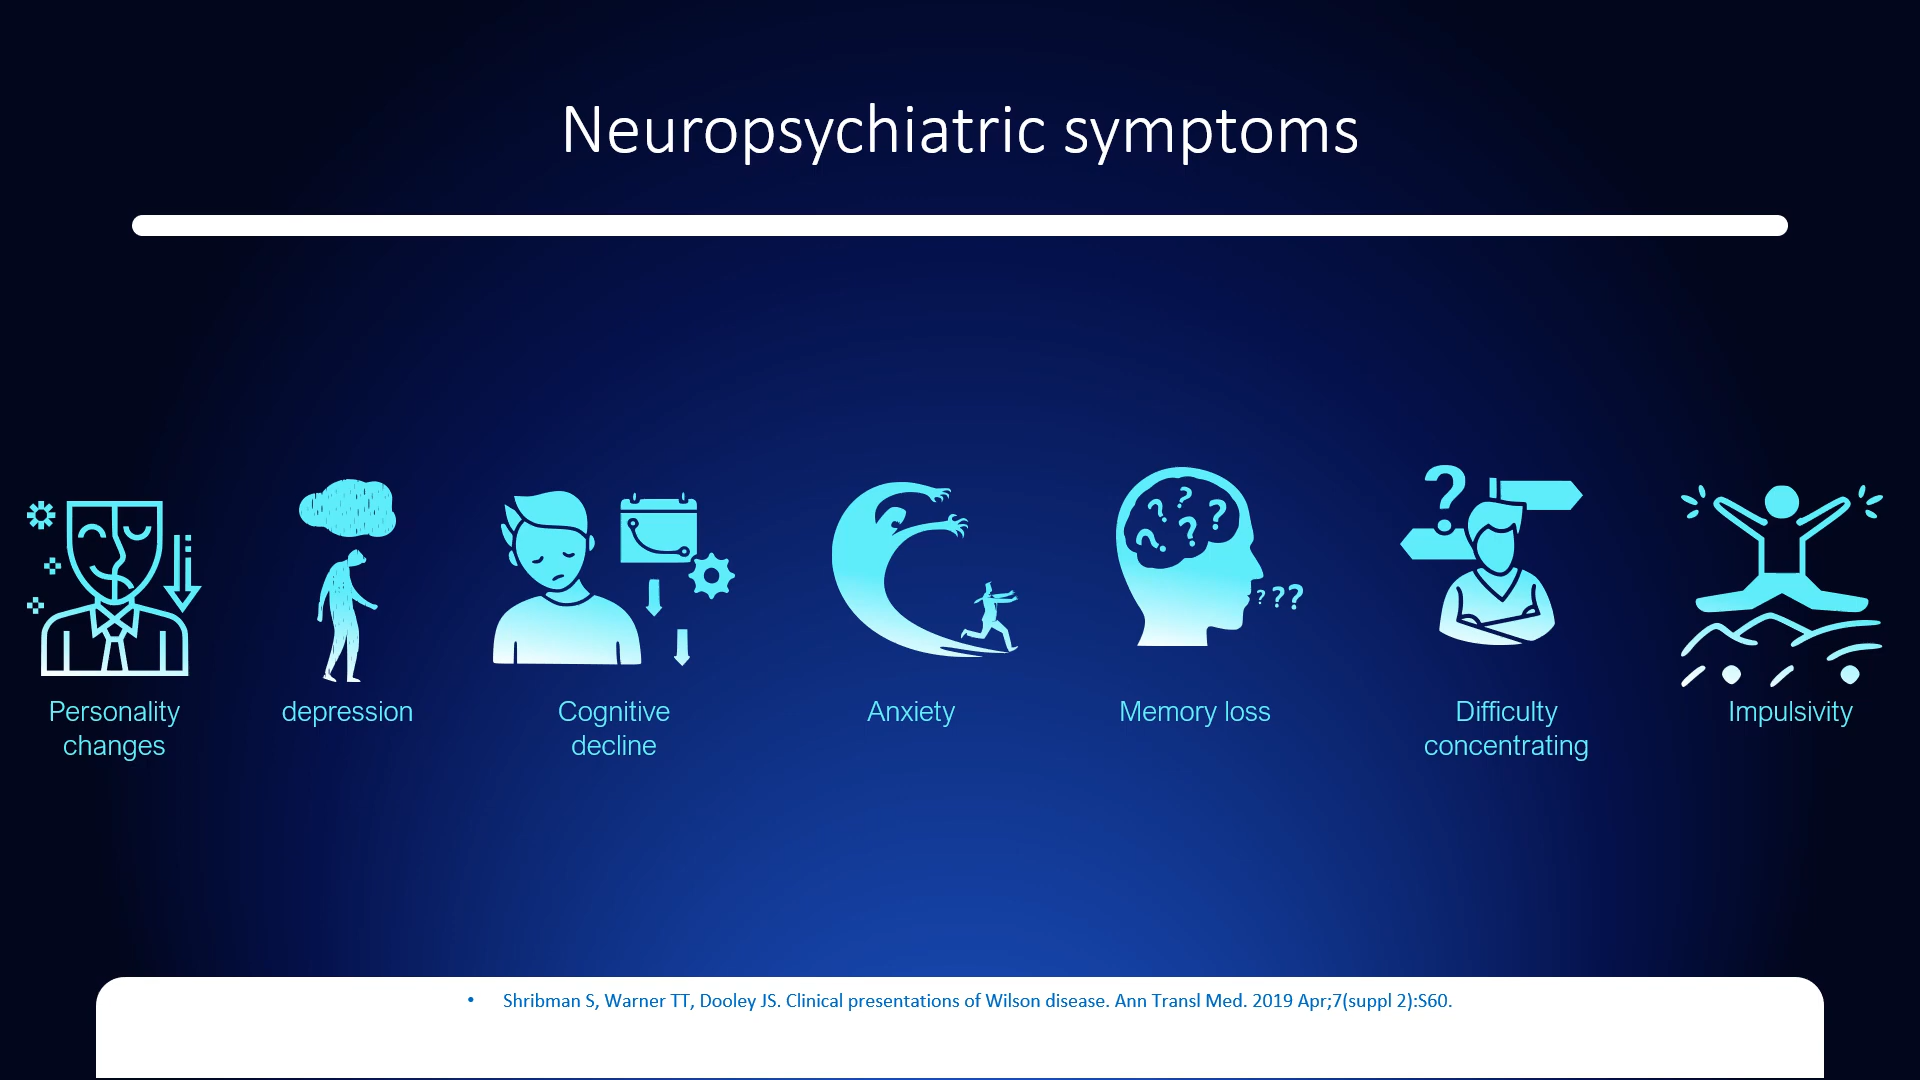 Neuropsychiatric symptoms
Personality
changes
depression
Cognitive
decline
Anxiety
Memory loss
Difficulty
concentrating
Impulsivity
• Shribman S, Warner TT, Dooley JS. Clinical presentations of Wilson disease. Ann Transl Med. 2019 Apr;7(suppl 2):S60.